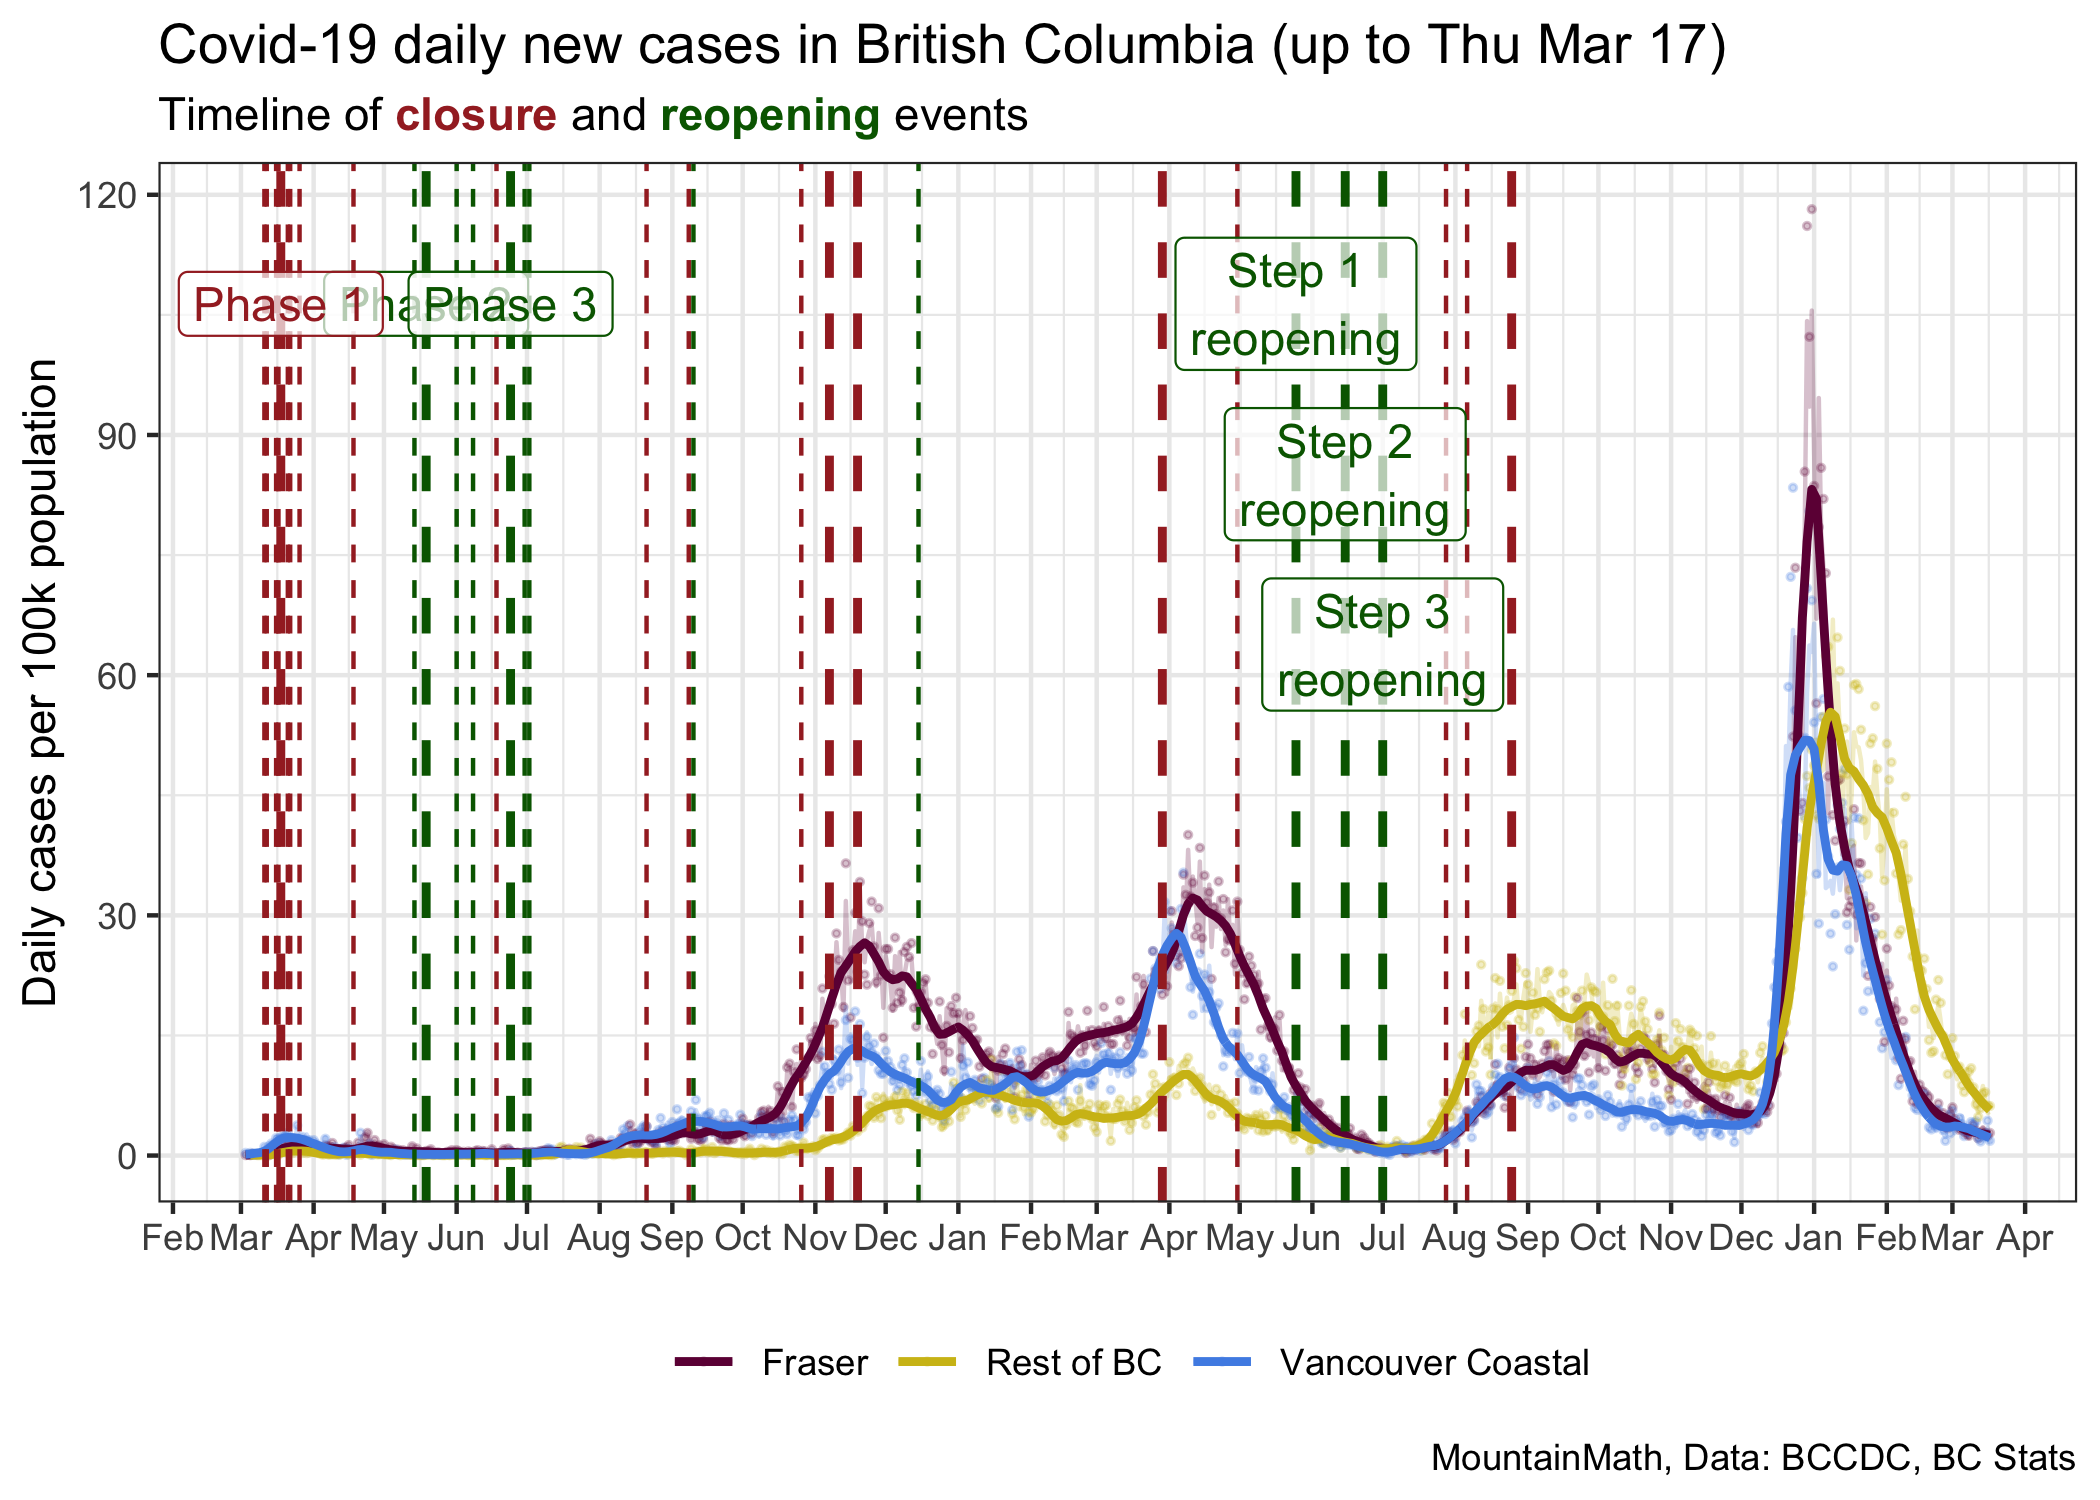 Covid-19 daily new cases in British Columbia (up to Thu Mar 17)
Timeline of closure and reopening events
Daily cases per 100k population
120
90
60
30
0
Phase 1
Phase 2
Phase 3
Step 1
reopening
Step 2
reopening
Step 3
reopening
Feb Mar Apr May Jun Jul Aug Sep Oct Nov Dec Jan Feb Mar Apr May Jun Jul Aug Sep Oct Nov Dec Jan Feb Mar Apr
Fraser Rest of BC Vancouver Coastal
MountainMath, Data: BCCDC, BC Stats